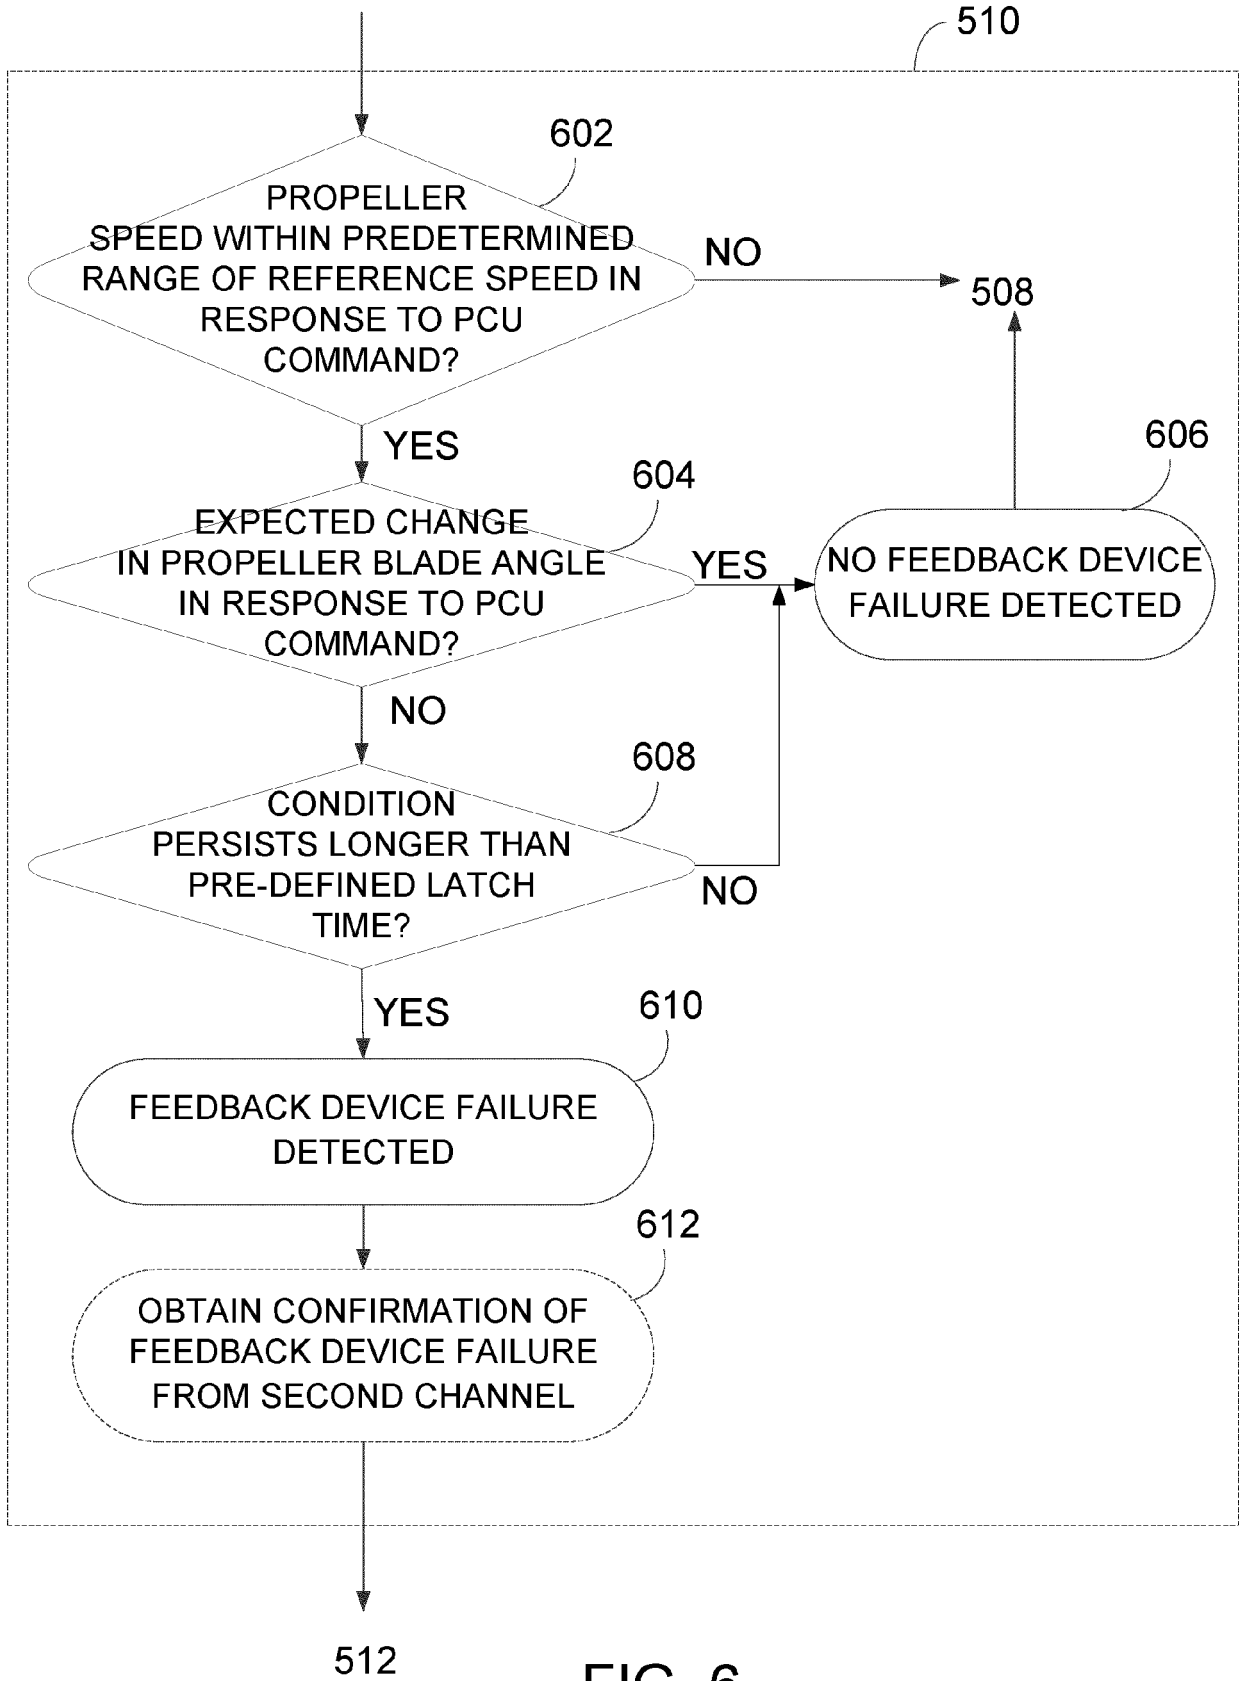 510
602
PROPELLER
SPEED WITHIN PREDETERMINED
RANGE OF REFERENCE SPEED IN
RESPONSE TO PCU
COMMAND?
NO
508
YES
604
606
EXPECTED CHANGE
IN PROPELLER BLADE ANGLE
IN RESPONSE TO PCU
COMMAND?
YES
NO FEEDBACK DEVICE
FAILURE DETECTED
NO
608
CONDITION
PERSISTS LONGER THAN
PRE-DEFINED LATCH
TIME?
NO
YES
610
FEEDBACK DEVICE FAILURE
DETECTED
612
OBTAIN CONFIRMATION OF
FEEDBACK DEVICE FAILURE
FROM SECOND CHANNEL
512
FIG. 6